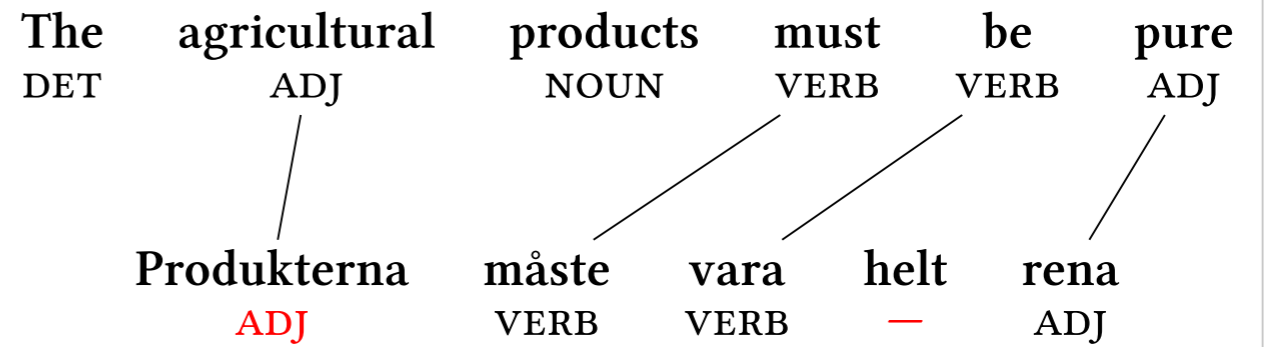 The agricultural products must be pure
DET ADJ NOUN VERB VERB ADJ
Produkterna måste vara helt rena
ADJ VERB VERB — ADJ